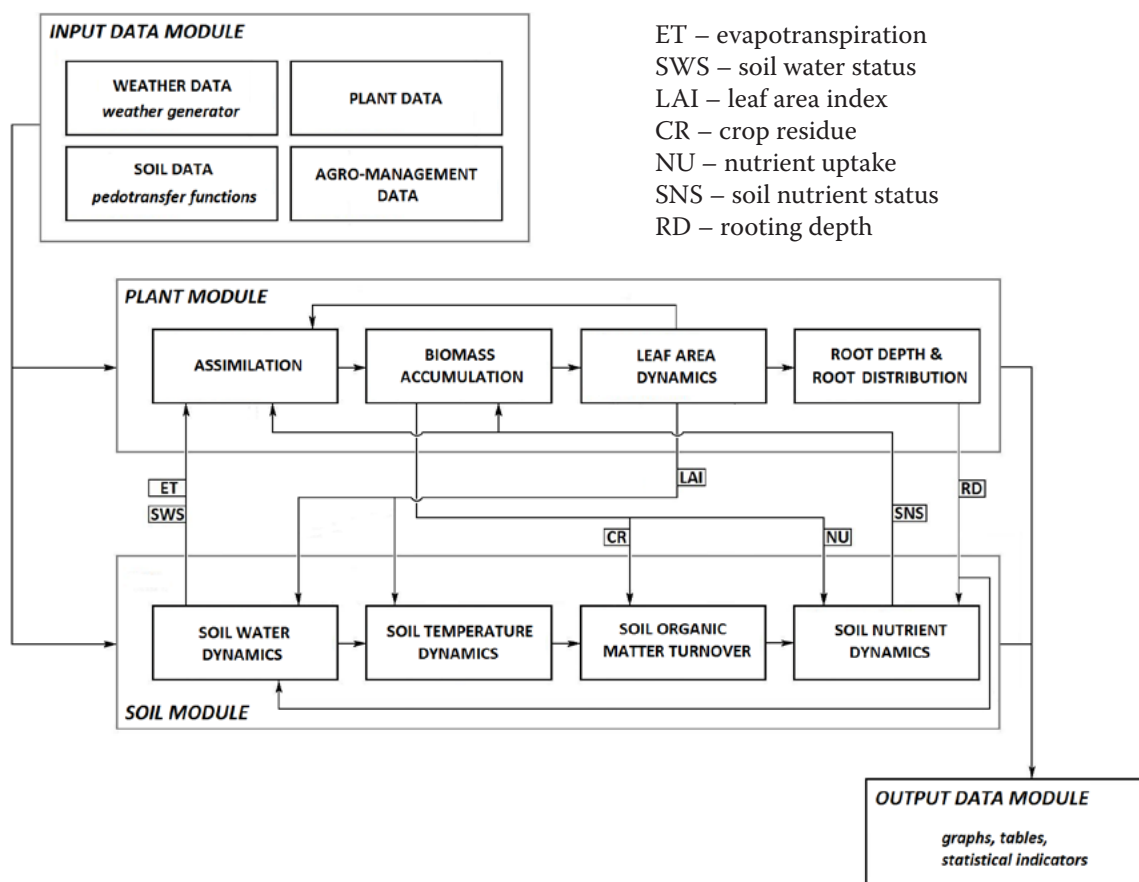 INPUT DATA MODULE
WEATHER DATA
weather generator
PLANT DATA
SOIL DATA
pedotransfer functions
AGRO-MANAGEMENT
DATA
ET – evapotranspiration
SWS – soil water status
LAI – leaf area index
CR – crop residue
NU – nutrient uptake
SNS – soil nutrient status
RD – rooting depth
PLANT MODULE
ASSIMILATION
BIOMASS
ACCUMULATION
LEAF AREA
DYNAMICS
ROOT DEPTH &
ROOT DISTRIBUTION
ET
SWS
LAI
CR
NU
SNS
RD
SOIL WATER
DYNAMICS
SOIL TEMPERATURE
DYNAMICS
SOIL ORGANIC
MATTER TURNOVER
SOIL NUTRIENT
DYNAMICS
SOIL MODULE
OUTPUT DATA MODULE
graphs, tables,
statistical indicators